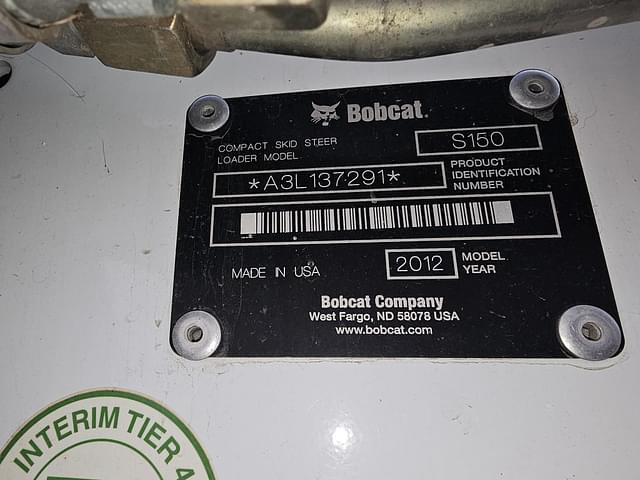 Bobcat.
COMPACT SKID STEER
LOADER MODEL
S150
*A3L137291*
PRODUCT
IDENTIFICATION
NUMBER
MADE IN USA
2012
MODEL
YEAR
Bobcat Company
West Fargo, ND 58078 USA
www.bobcat.com
INTERIM TIER 4